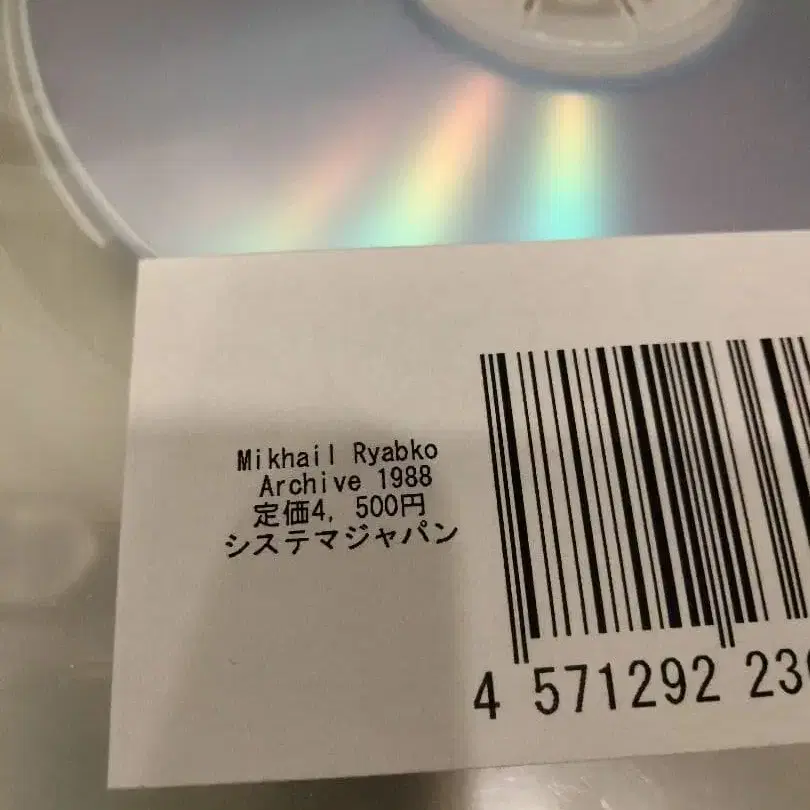 Mikhail Ryabko
Archive 1988
定価4, 500円
システマジャパン
4 571292 23